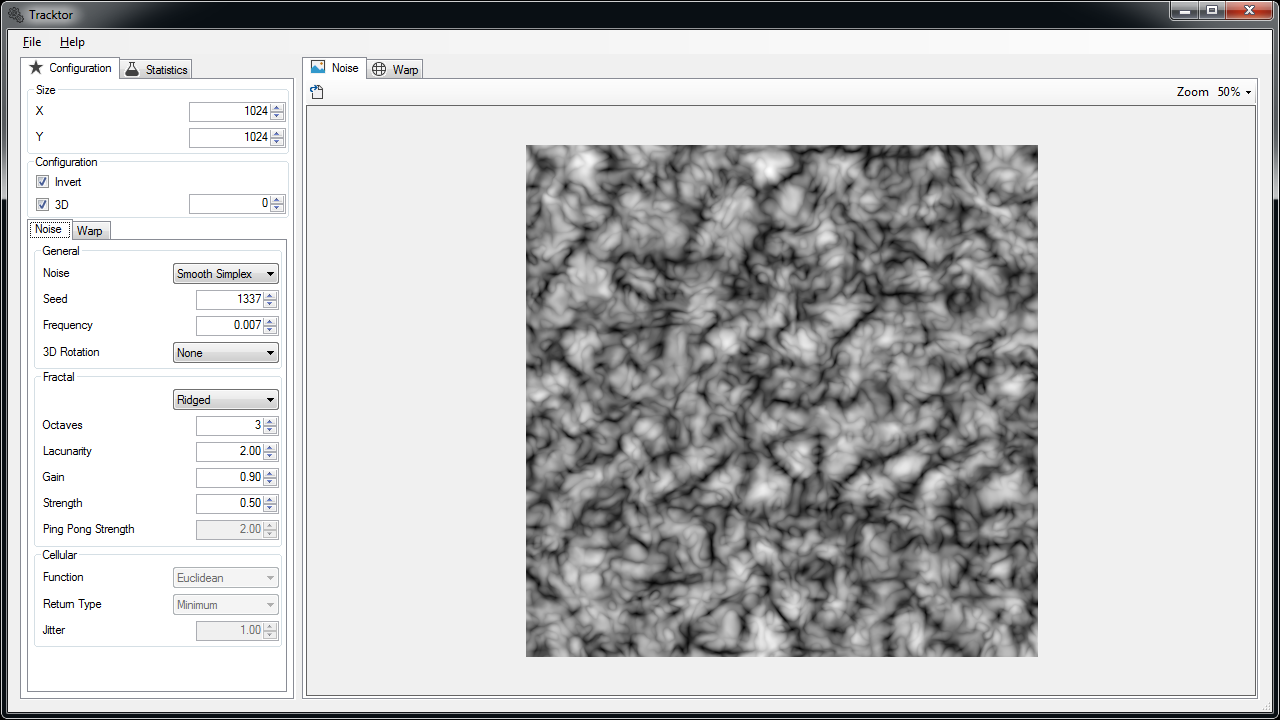 Tracktor
File Help
Configuration Statistics
Size
X 1024
Y 1024
Configuration
Invert
3D 0
Noise Warp
General
Noise Smooth Simplex
Seed 1337
Frequency 0.007
3D Rotation None
Fractal
Ridged
Octaves 3
Lacunarity 2.00
Gain 0.90
Strength 0.50
Ping Pong Strength 2.00
Cellular
Function Euclidean
Return Type Minimum
Jitter 1.00
Noise Warp
Zoom 50%